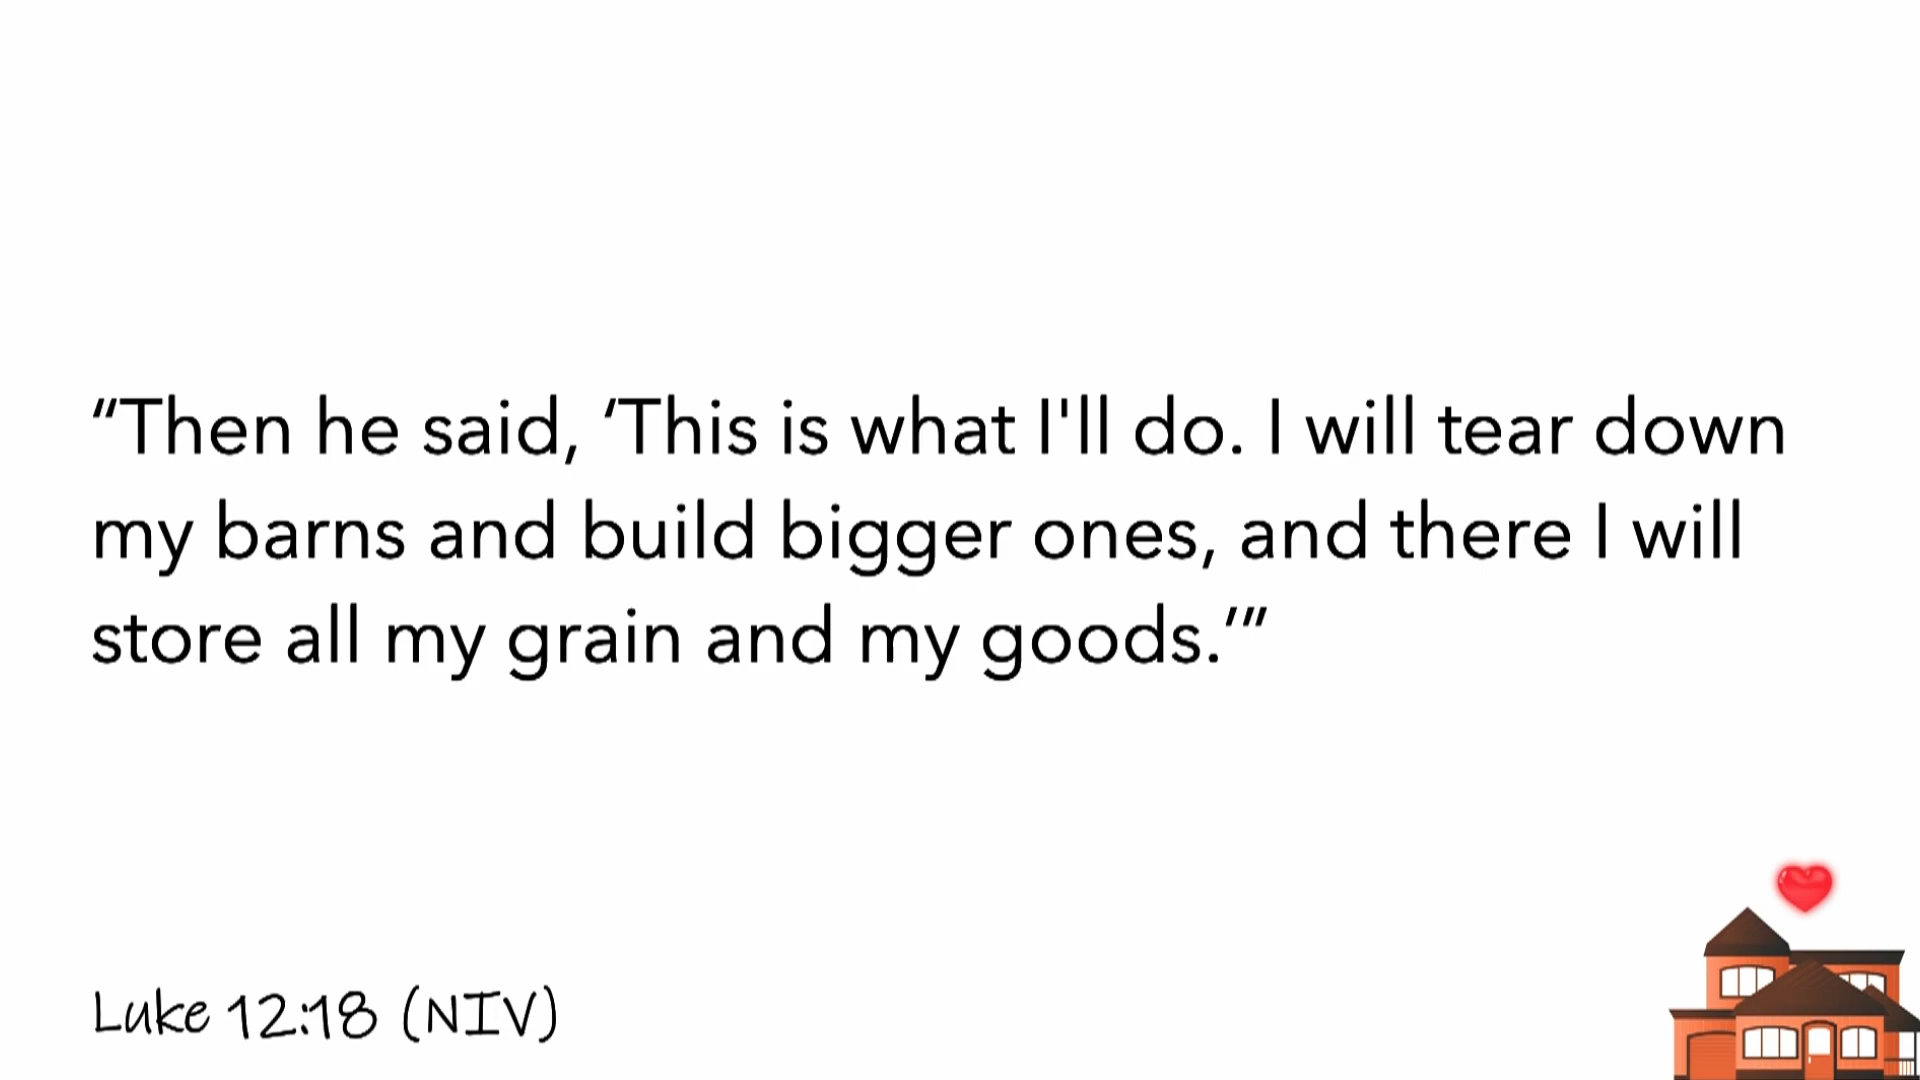 “Then he said, ‘This is what I'll do. I will tear down
my barns and build bigger ones, and there I will
store all my grain and my goods.’”
Luke 12:18 (NIV)